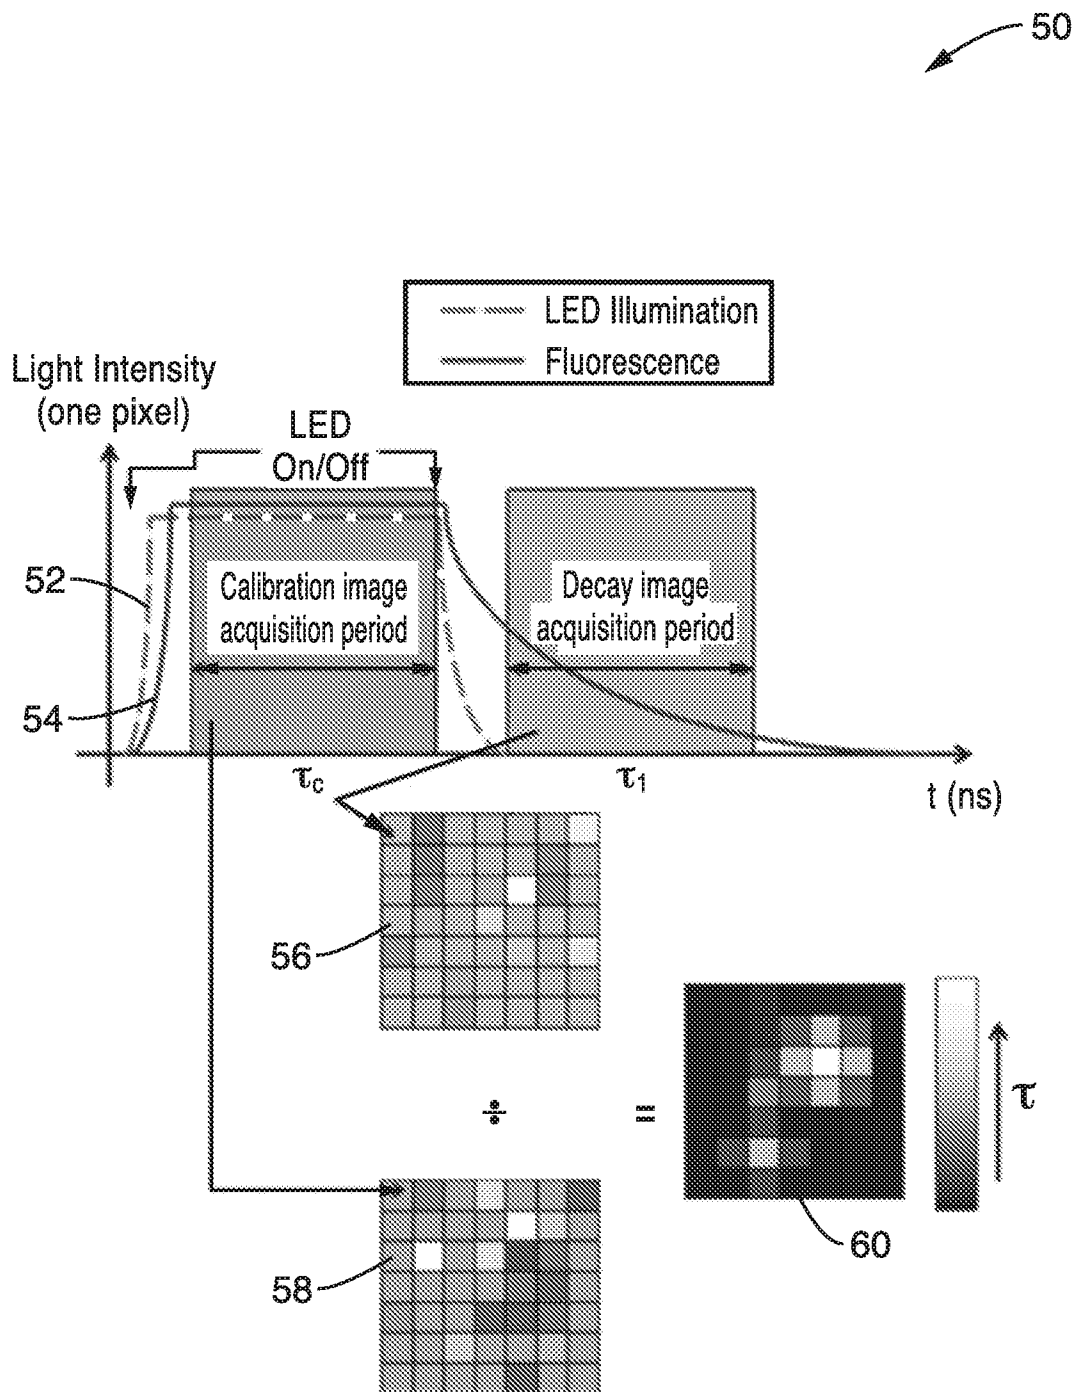 50
LED Illumination
Fluorescence
Light Intensity
(one pixel)
LED
On/Off
52
Calibration image
acquisition period
Decay image
acquisition period
54
τc
τ1
t (ns)
56
÷
=
τ
58
60